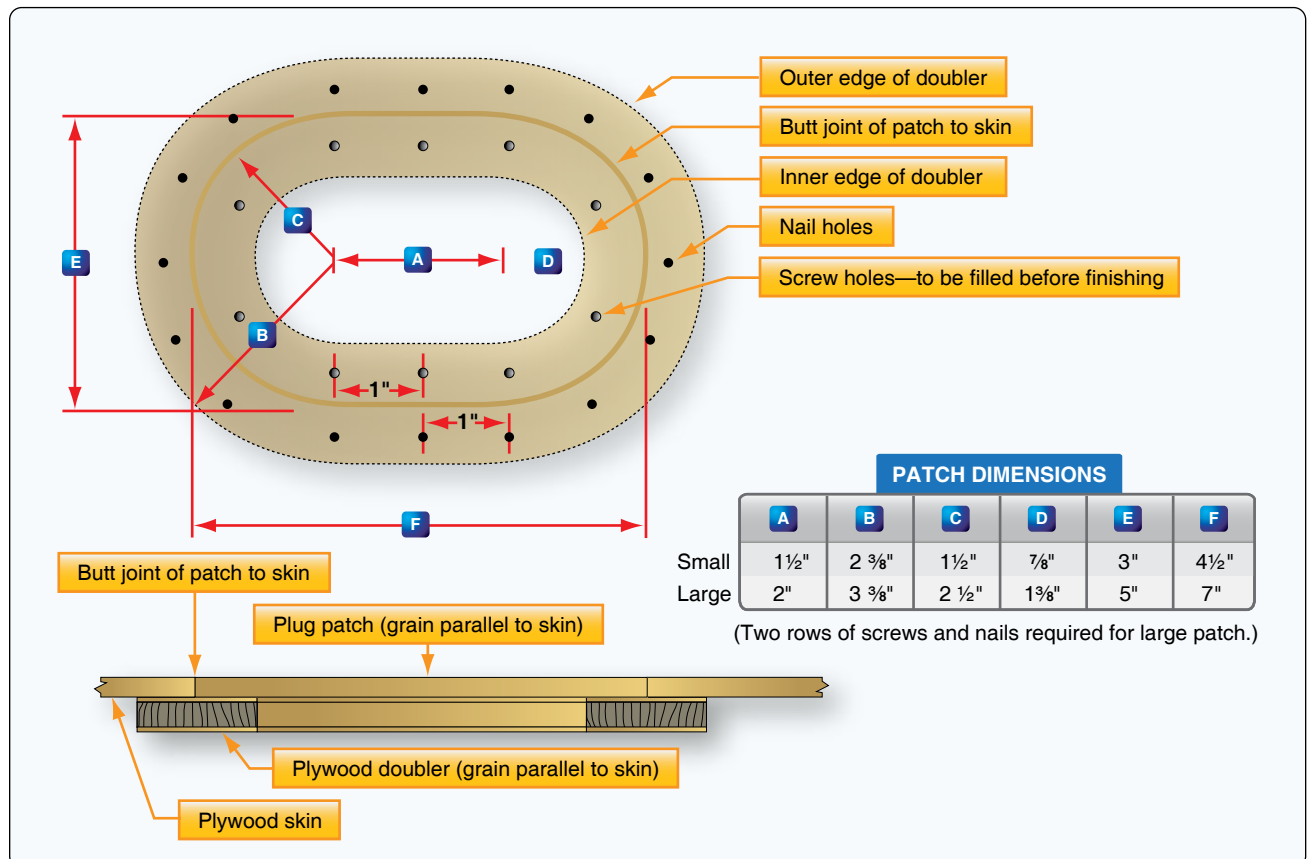 Outer edge of doubler
Butt joint of patch to skin
Inner edge of doubler
Nail holes
Screw holes—to be filled before finishing
C
E
A
D
B
1"
1"
F
PATCH DIMENSIONS
A B C D E F
Small 1½" 2 ⅜" 1½" ⅞" 3" 4½"
Large 2" 3 ⅜" 2 ½" 1⅜" 5" 7"
(Two rows of screws and nails required for large patch.)
Butt joint of patch to skin
Plug patch (grain parallel to skin)
Plywood doubler (grain parallel to skin)
Plywood skin